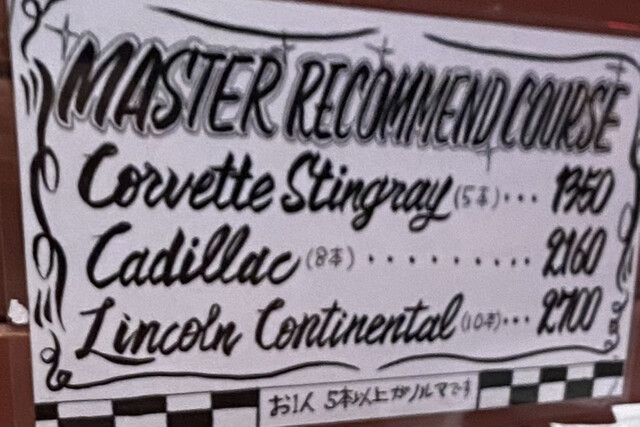 MASTER RECOMMEND COURSE
Corvette Stingray (5本)... 1350
Cadillac (8本)......... 2160
Lincoln Continental (10本)... 2700
お1人 5本以上がノルマです